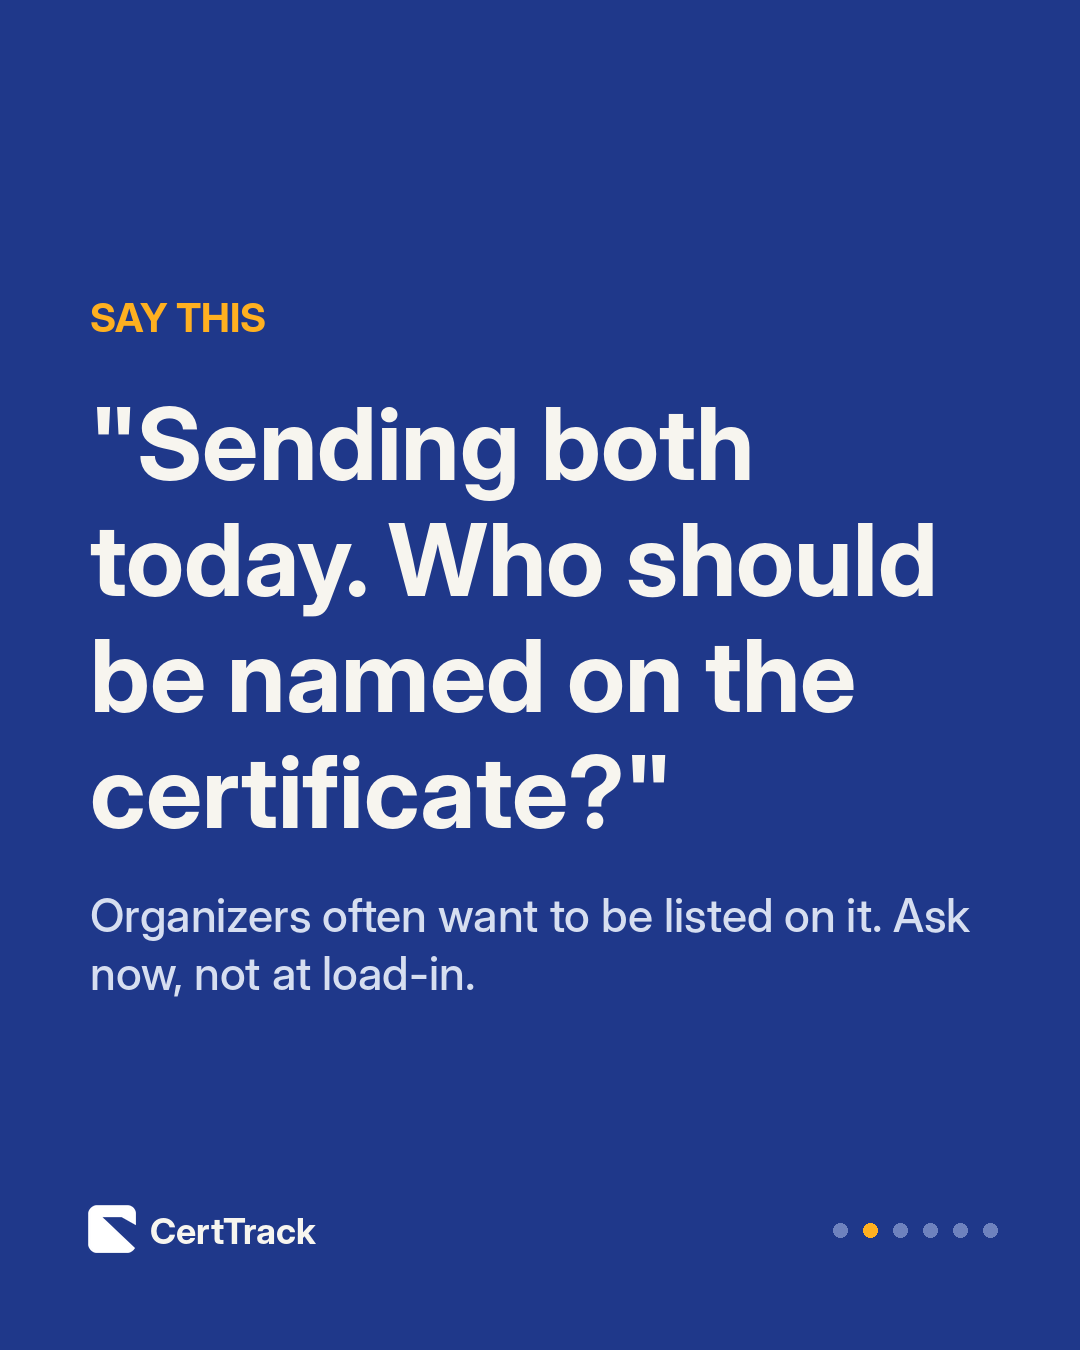 SAY THIS
"Sending both
today. Who should
be named on the
certificate?"
Organizers often want to be listed on it. Ask
now, not at load-in.
CertTrack